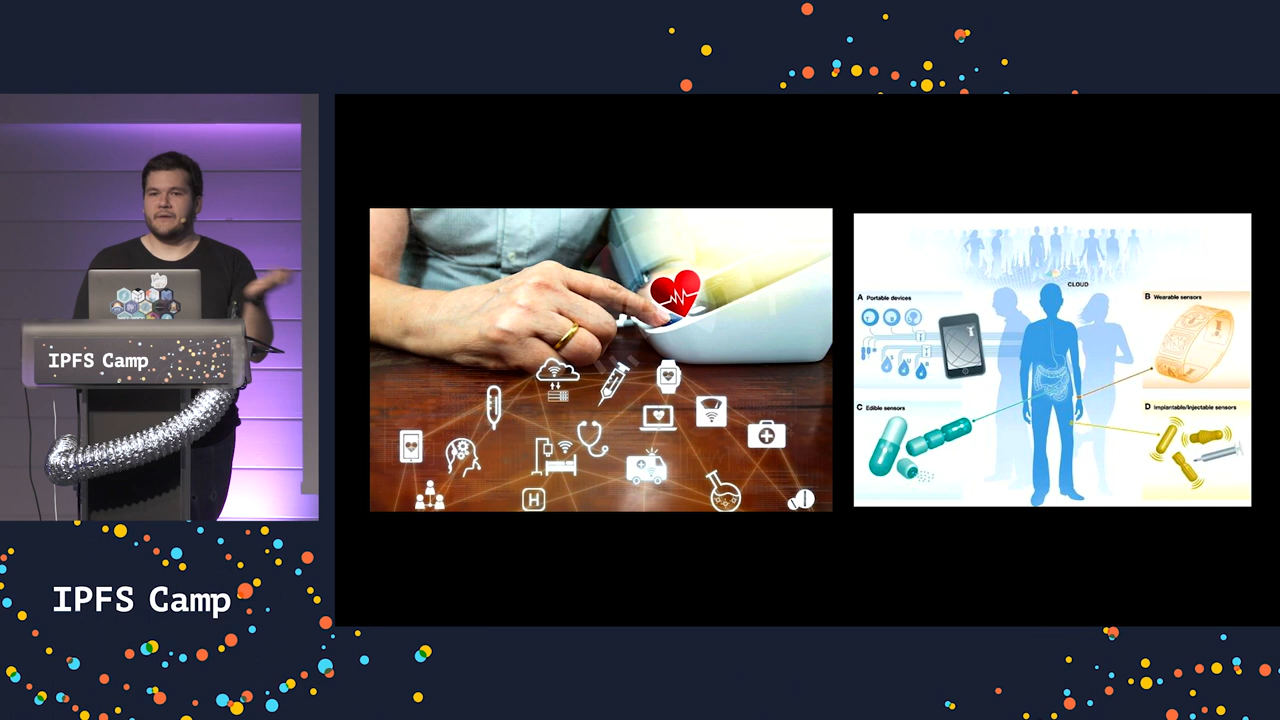 IPFS Camp
IPFS Camp
CLOUD
A Portable devices
B Wearable sensors
C Edible sensors
D Implantable/Injectable sensors
H